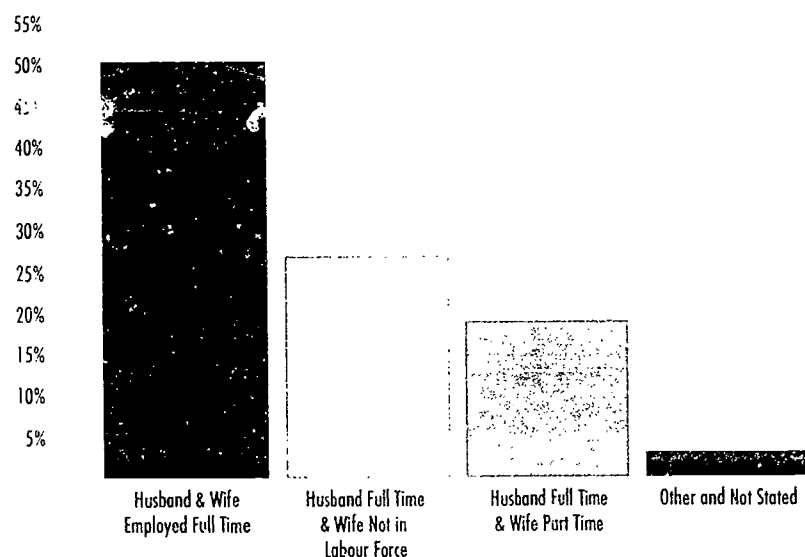 55%
50%
40%
35%
30%
25%
20%
15%
10%
5%
Husband & Wife
Employed Full Time
Husband Full Time
& Wife Not in
Labour Force
Husband Full Time
& Wife Part Time
Other and Not Stated